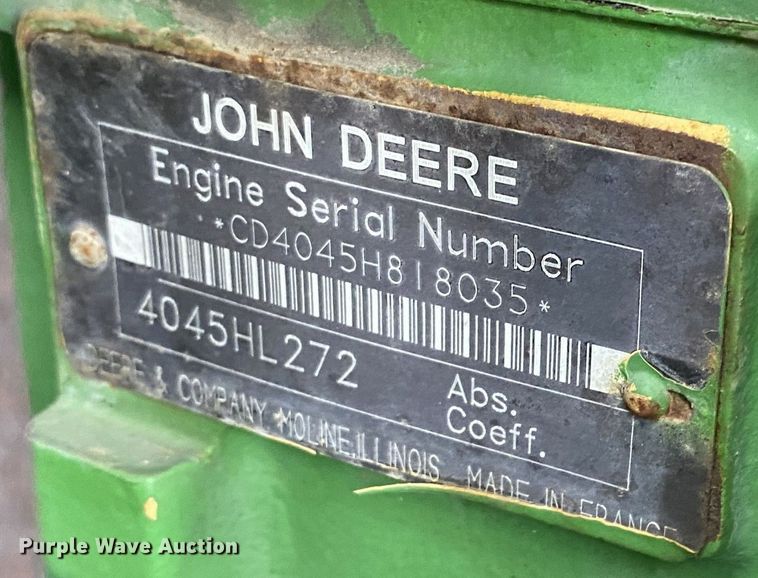 JOHN DEERE
Engine Serial Number
*CD4045H818035*
4045HL272
Abs.
Coeff.
DEERE & COMPANY MOLINE,ILLINOIS MADE IN FRANCE
Purple Wave Auction